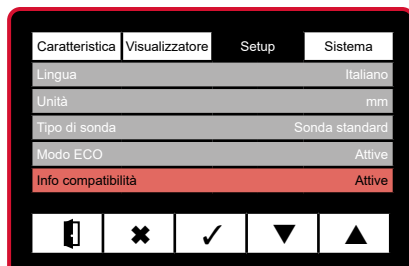 Caratteristica Visualizzatore Setup Sistema
Lingua Italiano
Unità mm
Tipo di sonda Sonda standard
Modo ECO Attive
Info compatibilità Attive